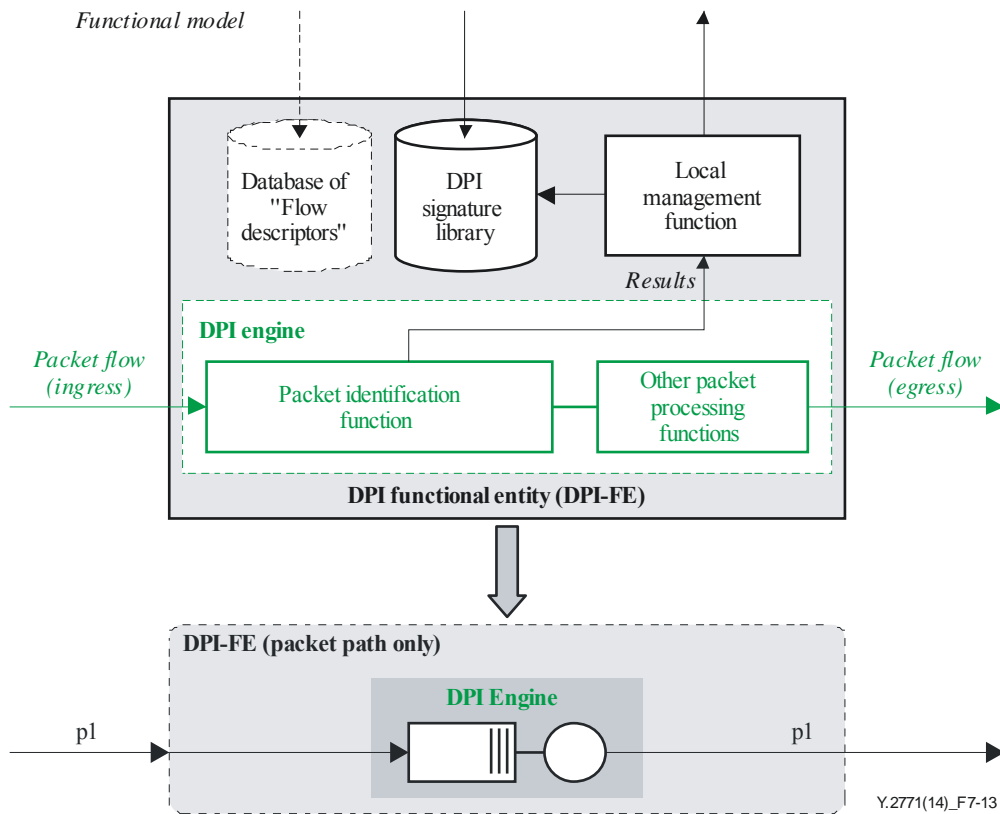 Functional model
Database of
"Flow
descriptors"
DPI
signature
library
Local
management
function
Results
DPI engine
Packet flow
(ingress)
Packet identification
function
Other packet
processing
functions
Packet flow
(egress)
DPI functional entity (DPI-FE)
DPI-FE (packet path only)
DPI Engine
p1
p1
Y.2771(14)_F7-13